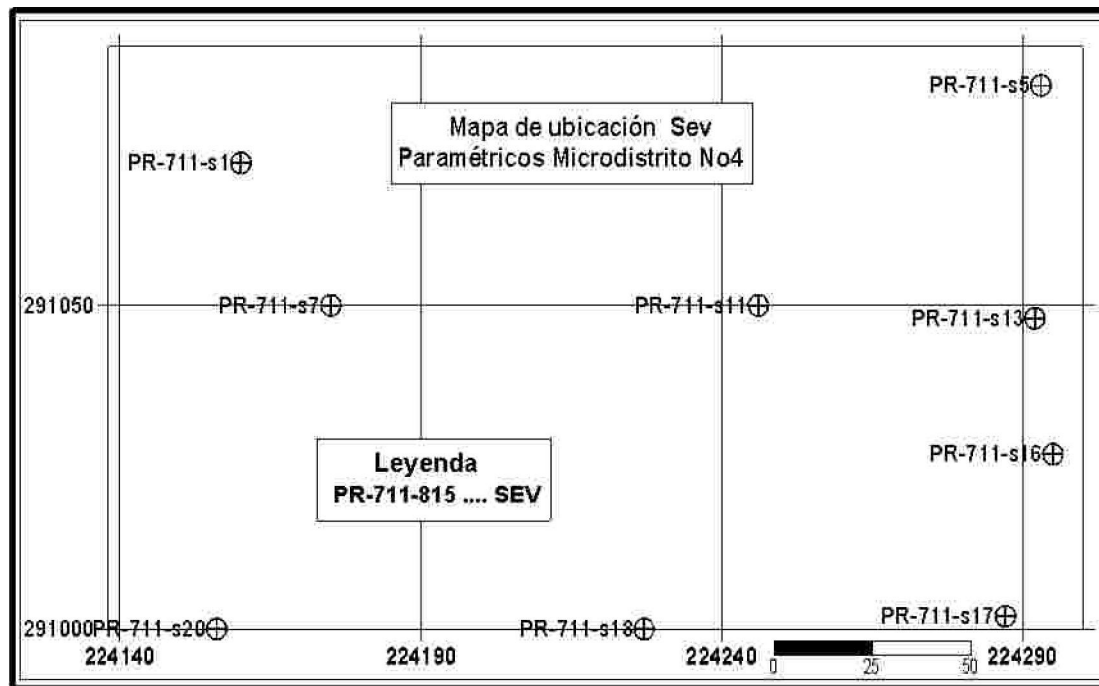 PR-711-s5
Mapa de ubicación Sev
Paramétricos Microdistrito No4
PR-711-s1
291050
PR-711-s7
PR-711-s11
PR-711-s13
Leyenda
PR-711-815 .... SEV
PR-711-s16
PR-711-s17
291000
PR-711-s20
PR-711-s18
224140
224190
224240
224290
0
25
50